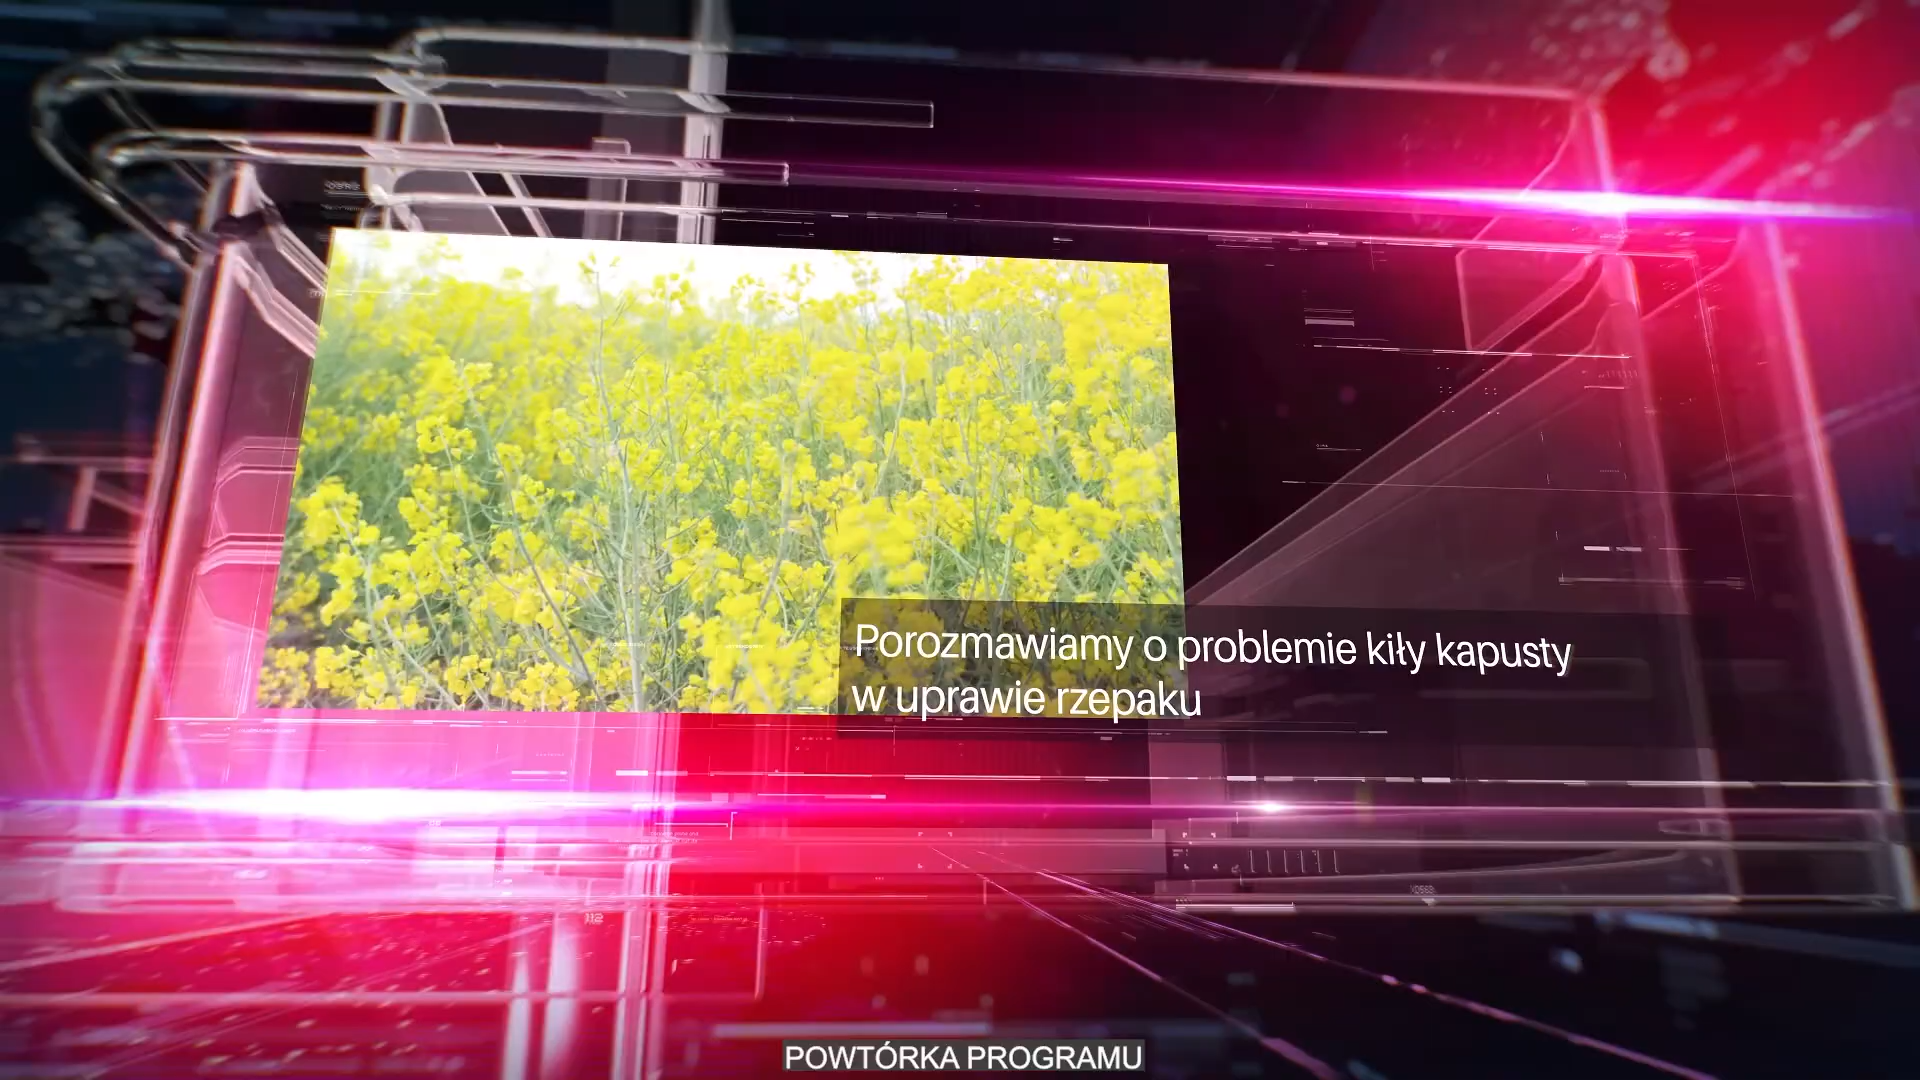 Porozmawiamy o problemie kiły kapusty
w uprawie rzepaku
POWTÓRKA PROGRAMU